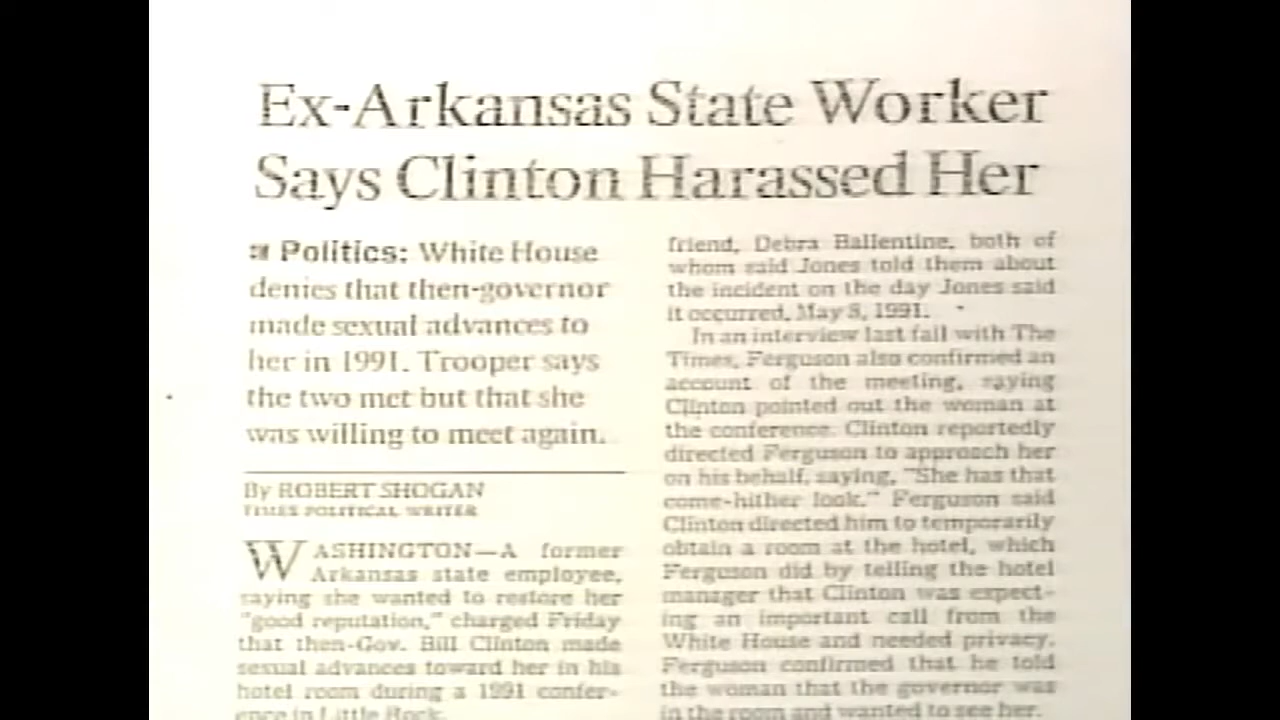 Ex-Arkansas State Worker
Says Clinton Harassed Her
Politics: White House
denies that then-governor
made sexual advances to
her in 1991. Trooper says
the two met but that she
was willing to meet again.
By ROBERT SHOGAN
TIMES POLITICAL WRITER
WASHINGTON—A former
Arkansas state employee,
saying she wanted to restore her
"good reputation," charged Friday
that then-Gov. Bill Clinton made
sexual advances toward her in his
hotel room during a 1991 confer-
ence in Little Rock.
friend, Debra Ballentine, both of
whom said Jones told them about
the incident on the day Jones said
it occurred, May 8, 1991.
In an interview last fall with The
Times, Ferguson also confirmed an
account of the meeting, saying
Clinton pointed out the woman at
the conference. Clinton reportedly
directed Ferguson to approach her
on his behalf, saying, "She has that
come-hither look." Ferguson said
Clinton directed him to temporarily
obtain a room at the hotel, which
Ferguson did by telling the hotel
manager that Clinton was expect-
ing an important call from the
White House and needed privacy.
Ferguson confirmed that he told
the woman that the governor was
in the room and wanted to see her.